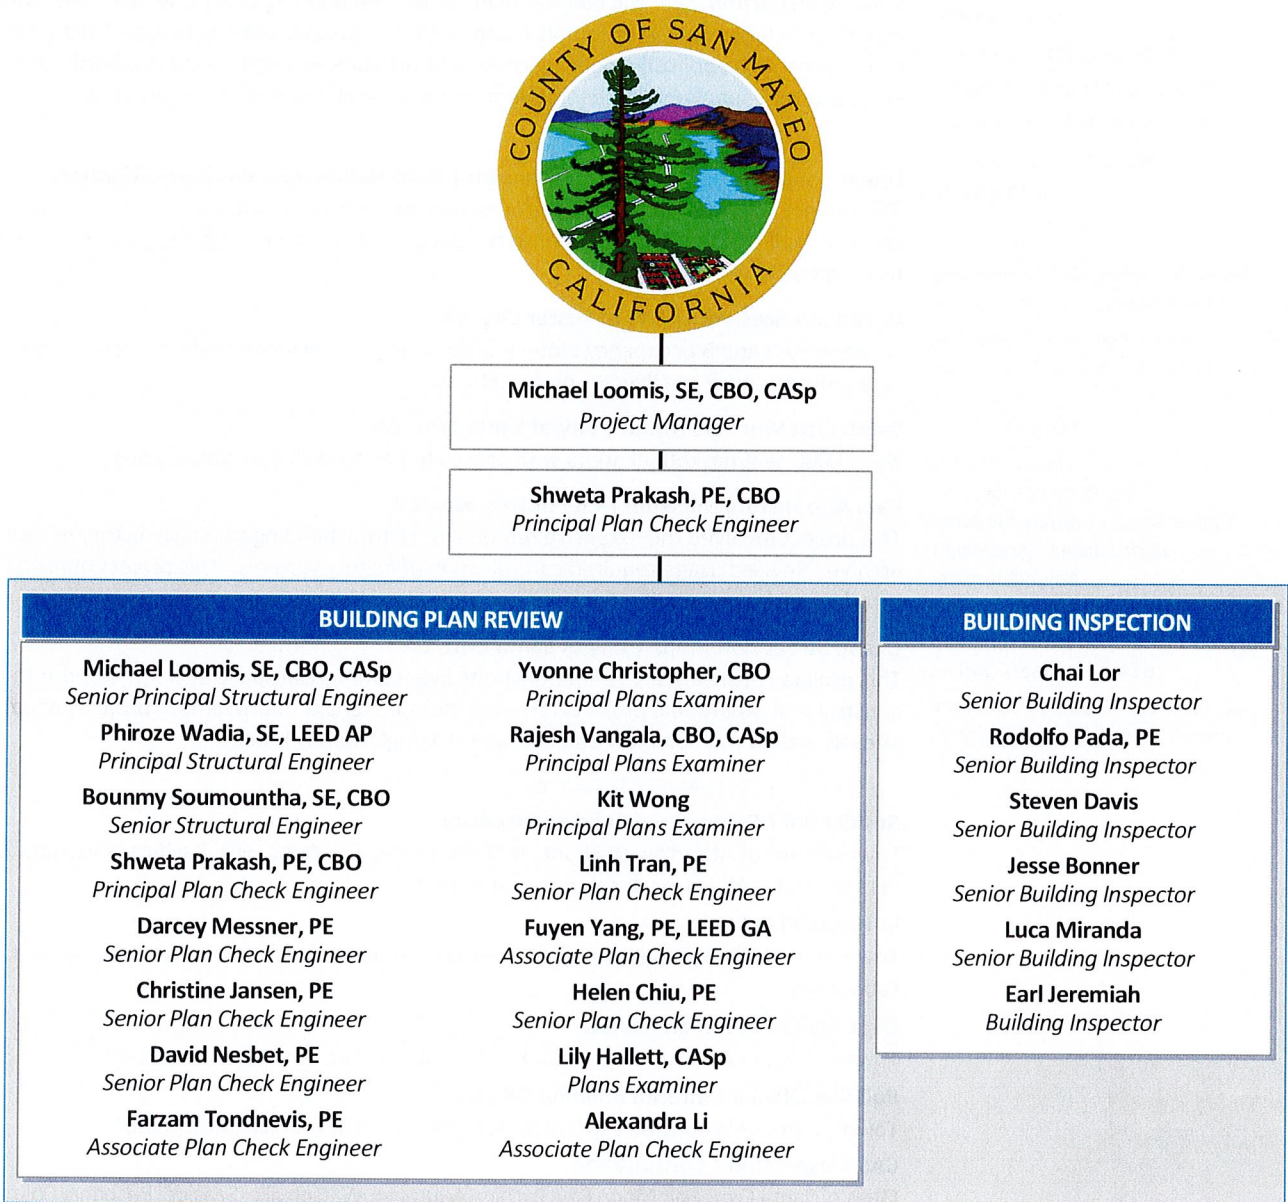 COUNTY OF SAN MATEO
CALIFORNIA
Michael Loomis, SE, CBO, CASp
Project Manager
Shweta Prakash, PE, CBO
Principal Plan Check Engineer
BUILDING PLAN REVIEW
Michael Loomis, SE, CBO, CASp
Senior Principal Structural Engineer
Phiroze Wadia, SE, LEED AP
Principal Structural Engineer
Bounmy Soumountha, SE, CBO
Senior Structural Engineer
Shweta Prakash, PE, CBO
Principal Plan Check Engineer
Darcey Messner, PE
Senior Plan Check Engineer
Christine Jansen, PE
Senior Plan Check Engineer
David Nesbet, PE
Senior Plan Check Engineer
Farzam Tondnevis, PE
Associate Plan Check Engineer
Yvonne Christopher, CBO
Principal Plans Examiner
Rajesh Vangala, CBO, CASp
Principal Plans Examiner
Kit Wong
Principal Plans Examiner
Linh Tran, PE
Senior Plan Check Engineer
Fuyen Yang, PE, LEED GA
Associate Plan Check Engineer
Helen Chiu, PE
Senior Plan Check Engineer
Lily Hallett, CASp
Plans Examiner
Alexandra Li
Associate Plan Check Engineer
BUILDING INSPECTION
Chai Lor
Senior Building Inspector
Rodolfo Pada, PE
Senior Building Inspector
Steven Davis
Senior Building Inspector
Jesse Bonner
Senior Building Inspector
Luca Miranda
Senior Building Inspector
Earl Jeremiah
Building Inspector